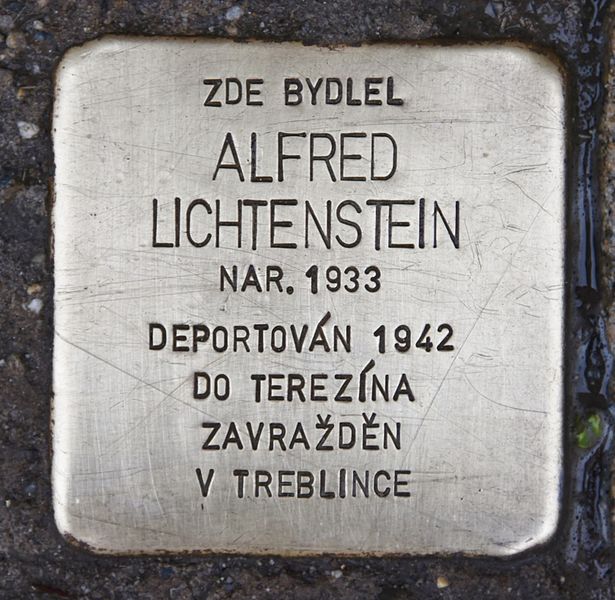 ZDE BYDLEL
ALFRED
LICHTENSTEIN
NAR. 1933
DEPORTOVÁN 1942
DO TEREZÍNA
ZAVRAŽDĚN
V TREBLINCE